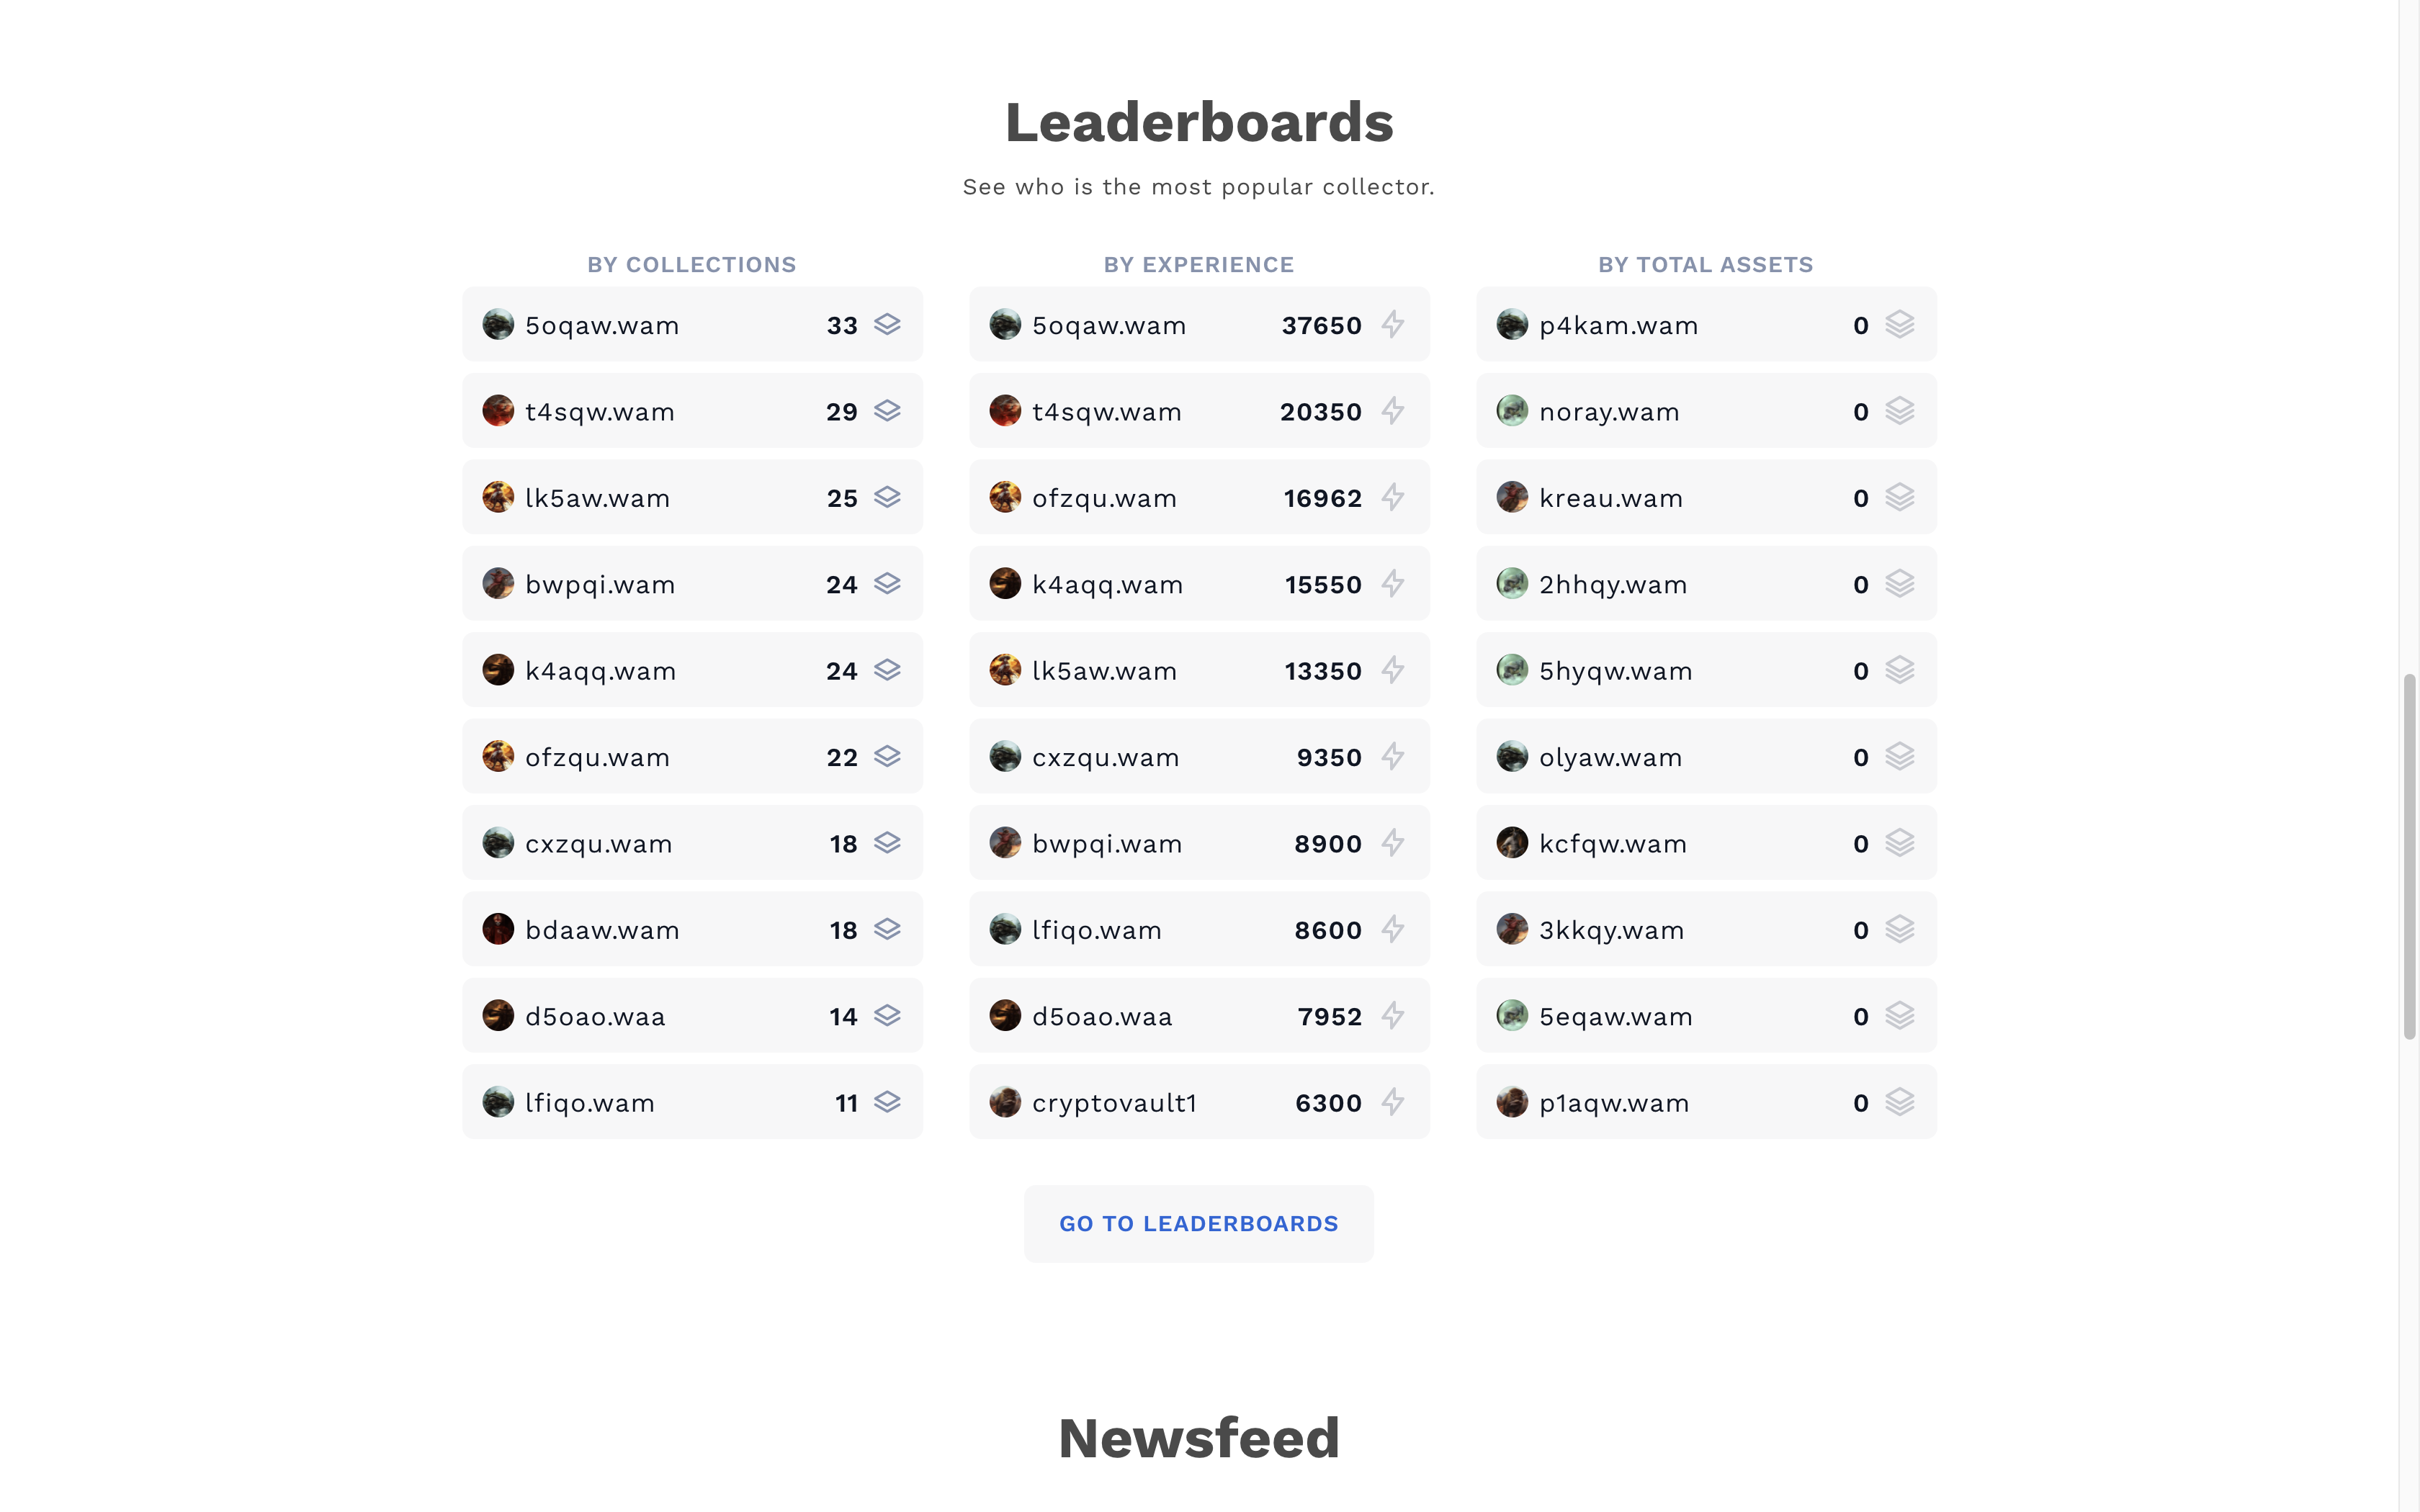 Leaderboards
See who is the most popular collector.
BY COLLECTIONS
5oqaw.wam 33
t4sqw.wam 29
lk5aw.wam 25
bwpqi.wam 24
k4aqq.wam 24
ofzqu.wam 22
cxzqu.wam 18
bdaaw.wam 18
d5oao.waa 14
lfiqo.wam 11
BY EXPERIENCE
5oqaw.wam 37650
t4sqw.wam 20350
ofzqu.wam 16962
k4aqq.wam 15550
lk5aw.wam 13350
cxzqu.wam 9350
bwpqi.wam 8900
lfiqo.wam 8600
d5oao.waa 7952
cryptovault1 6300
BY TOTAL ASSETS
p4kam.wam 0
noray.wam 0
kreau.wam 0
2hhqy.wam 0
5hyqw.wam 0
olyaw.wam 0
kcfqw.wam 0
3kkqy.wam 0
5eqaw.wam 0
p1aqw.wam 0
GO TO LEADERBOARDS
Newsfeed